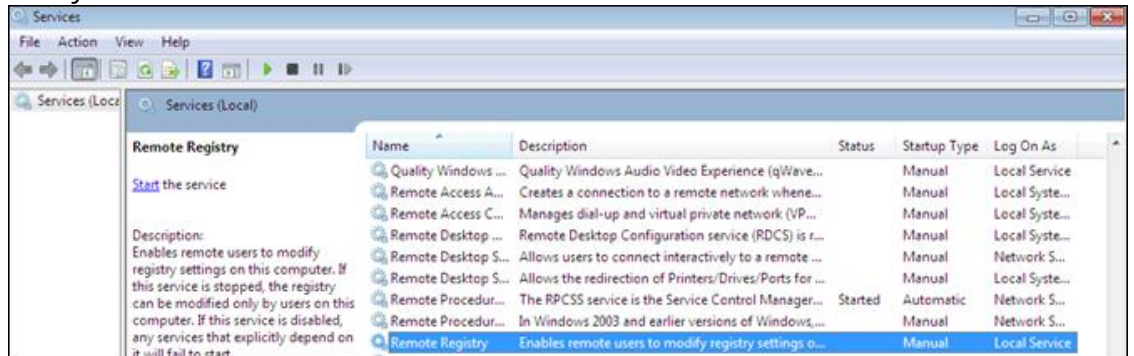 Services
File Action View Help
Services (Loca
Services (Local)
Remote Registry
Start the service
Description:
Enables remote users to modify
registry settings on this computer. If
this service is stopped, the registry
can be modified only by users on this
computer. If this service is disabled,
any services that explicitly depend on
it will fail to start.
Name Description Status Startup Type Log On As
Quality Windows ... Quality Windows Audio Video Experience (qWave... Manual Local Service
Remote Access A... Creates a connection to a remote network whene... Manual Local Syste...
Remote Access C... Manages dial-up and virtual private network (VP... Manual Local Syste...
Remote Desktop ... Remote Desktop Configuration service (RDCS) is r... Manual Local Syste...
Remote Desktop S... Allows users to connect interactively to a remote ... Manual Network S...
Remote Desktop S... Allows the redirection of Printers/Drives/Ports for ... Manual Local Syste...
Remote Procedur... The RPCSS service is the Service Control Manager... Started Automatic Network S...
Remote Procedur... In Windows 2003 and earlier versions of Windows,... Manual Network S...
Remote Registry Enables remote users to modify registry settings o... Manual Local Service